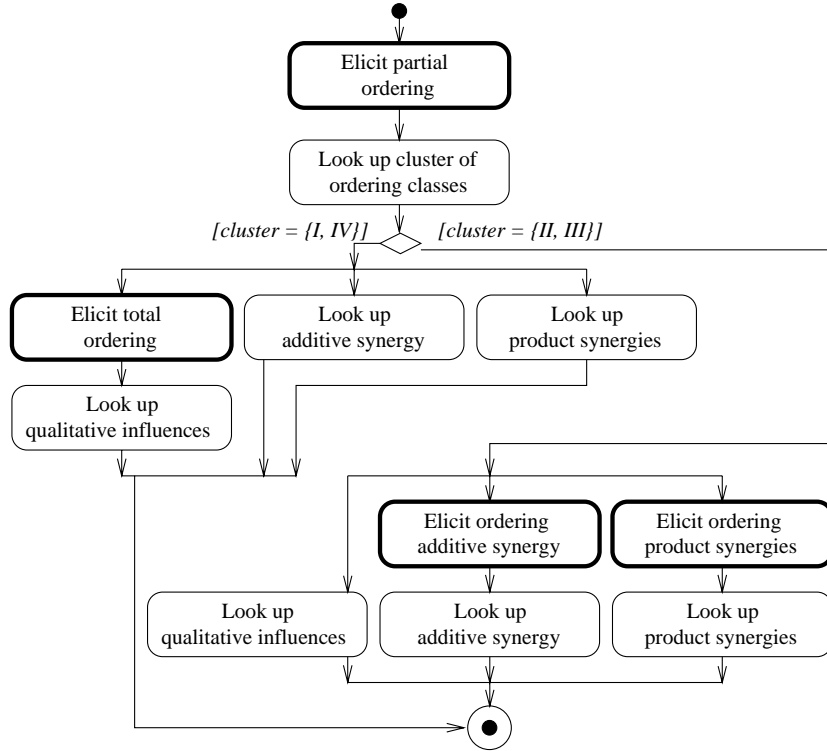 Elicit partial
ordering
Look up cluster of
ordering classes
[cluster = {I, IV}]
[cluster = {II, III}]
Elicit total
ordering
Look up
additive synergy
Look up
product synergies
Look up
qualitative influences
Elicit ordering
additive synergy
Elicit ordering
product synergies
Look up
qualitative influences
Look up
additive synergy
Look up
product synergies